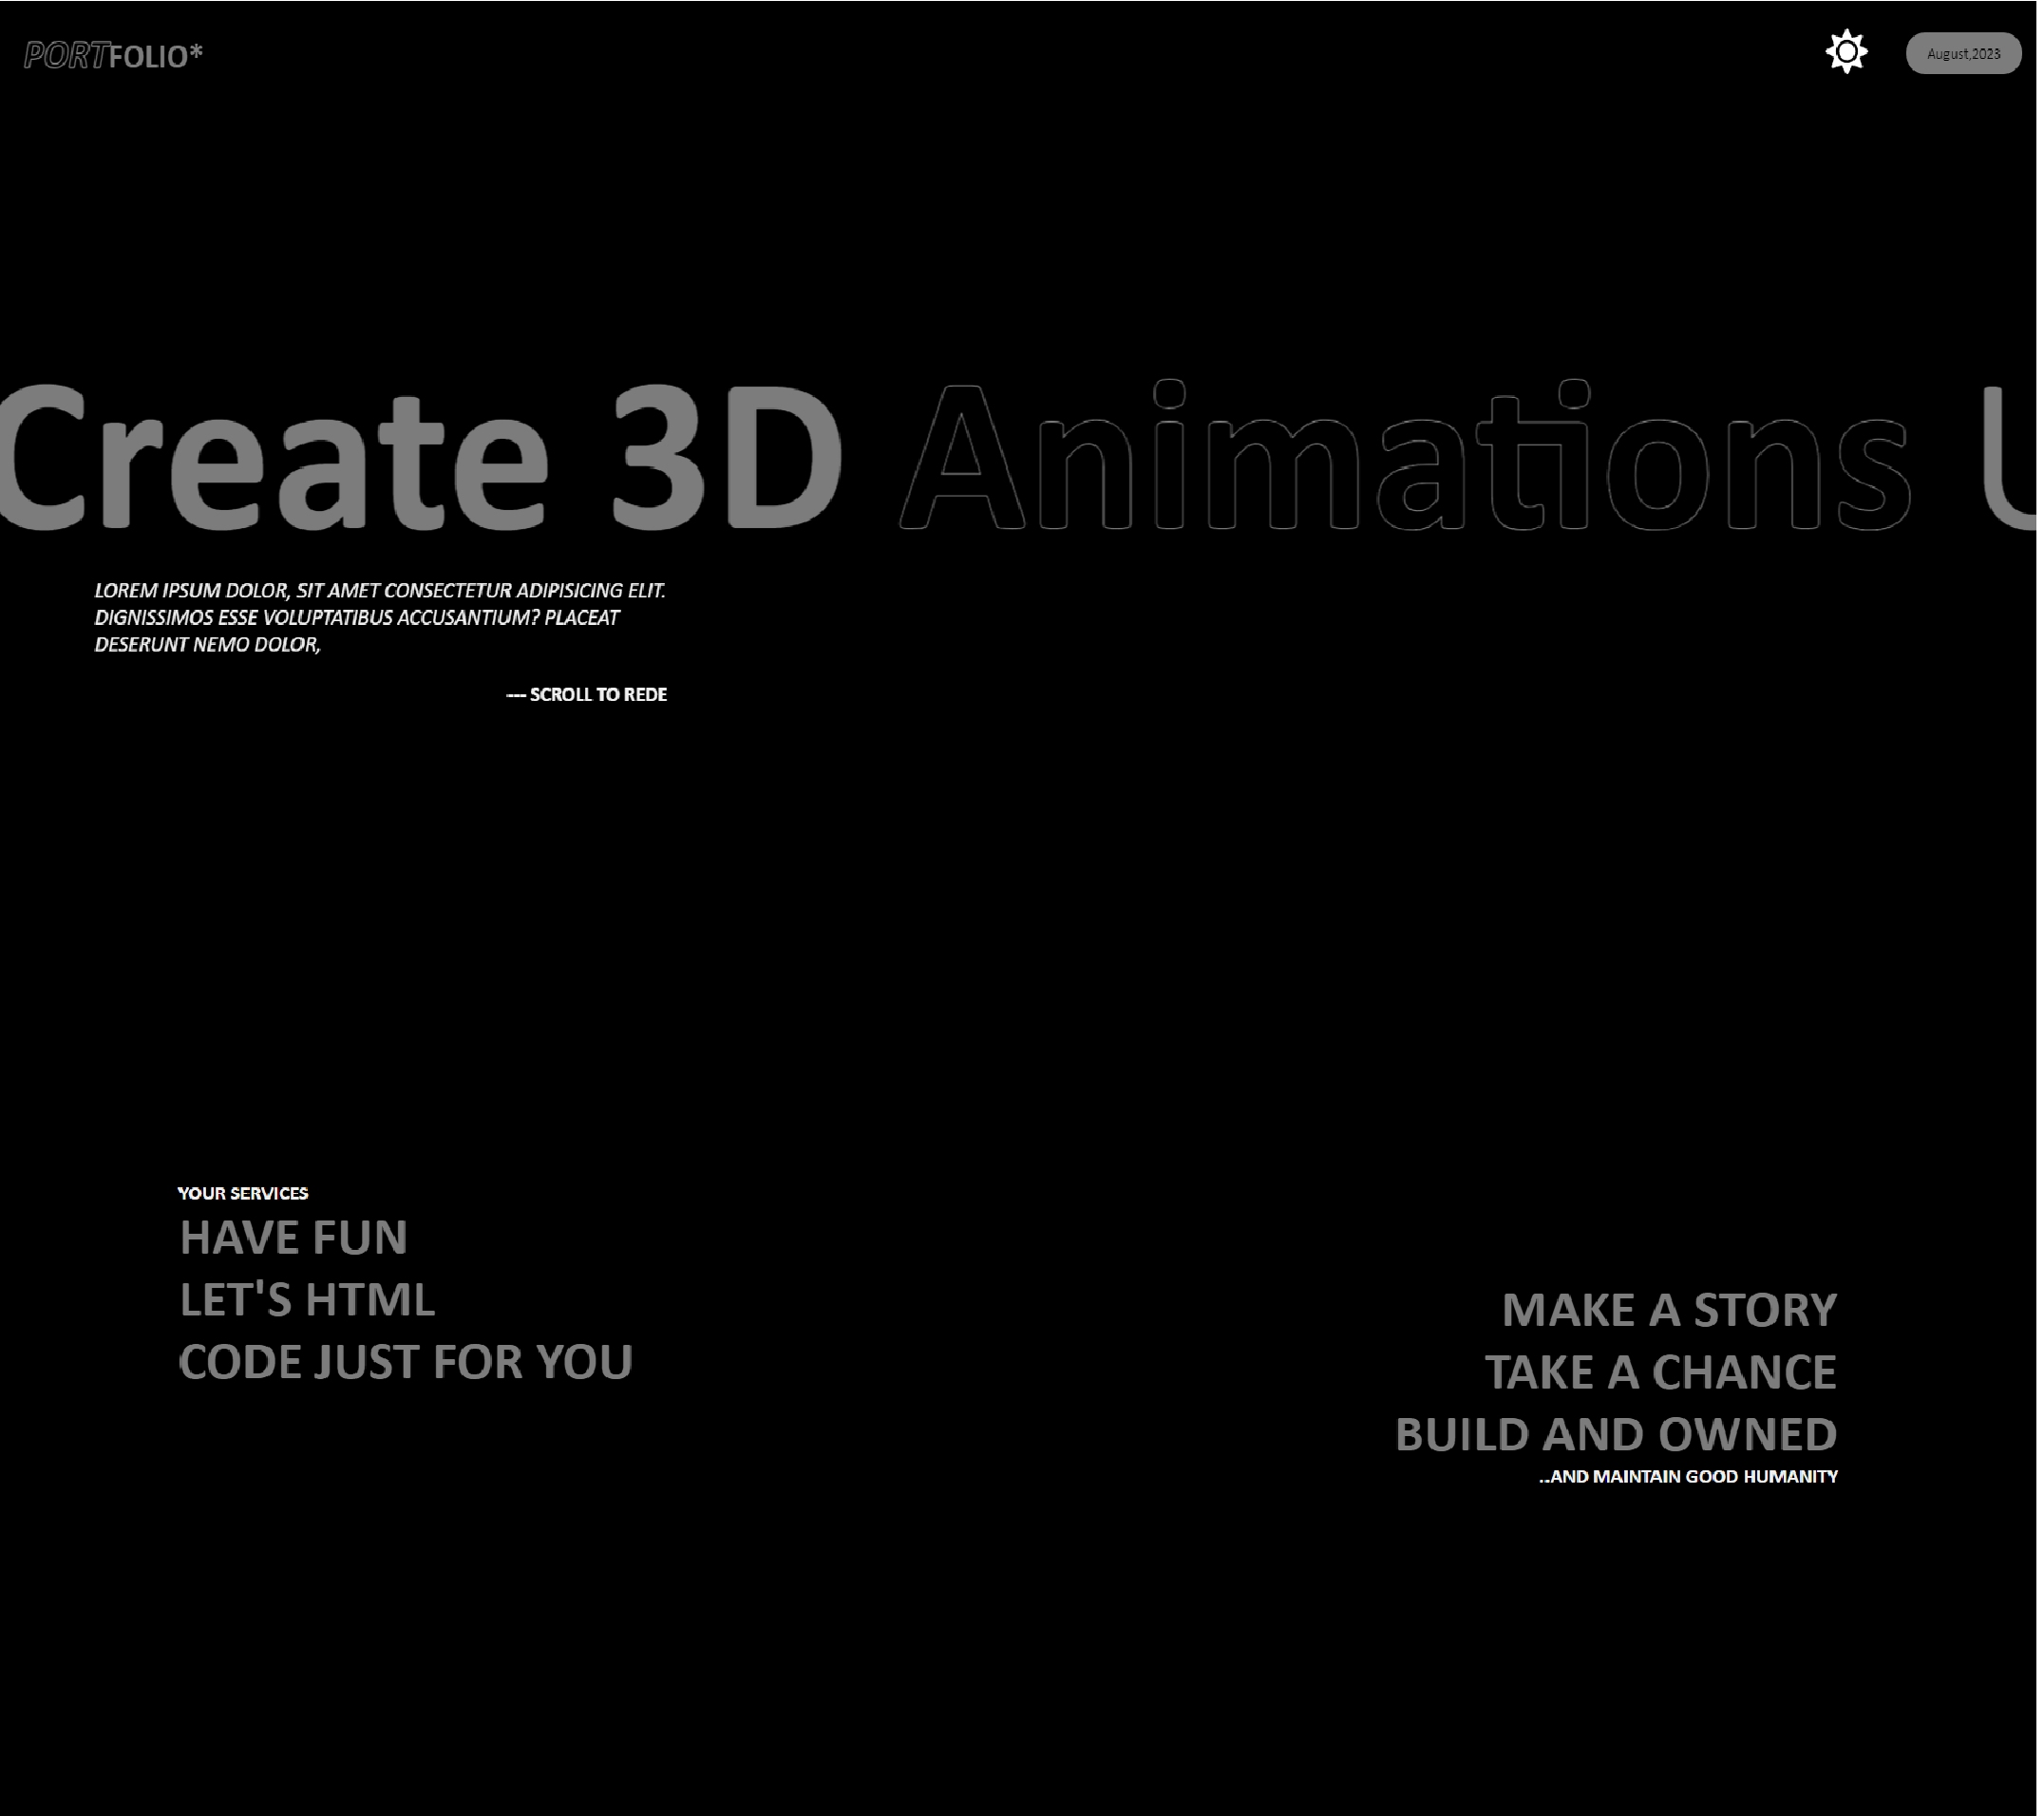 PORTFOLIO*
August,2023
Create 3D Animations U
LOREM IPSUM DOLOR, SIT AMET CONSECTETUR ADIPISICING ELIT.
DIGNISSIMOS ESSE VOLUPTATIBUS ACCUSANTIUM? PLACEAT
DESERUNT NEMO DOLOR,
--- SCROLL TO REDE
YOUR SERVICES
HAVE FUN
LET'S HTML
CODE JUST FOR YOU
MAKE A STORY
TAKE A CHANCE
BUILD AND OWNED
..AND MAINTAIN GOOD HUMANITY